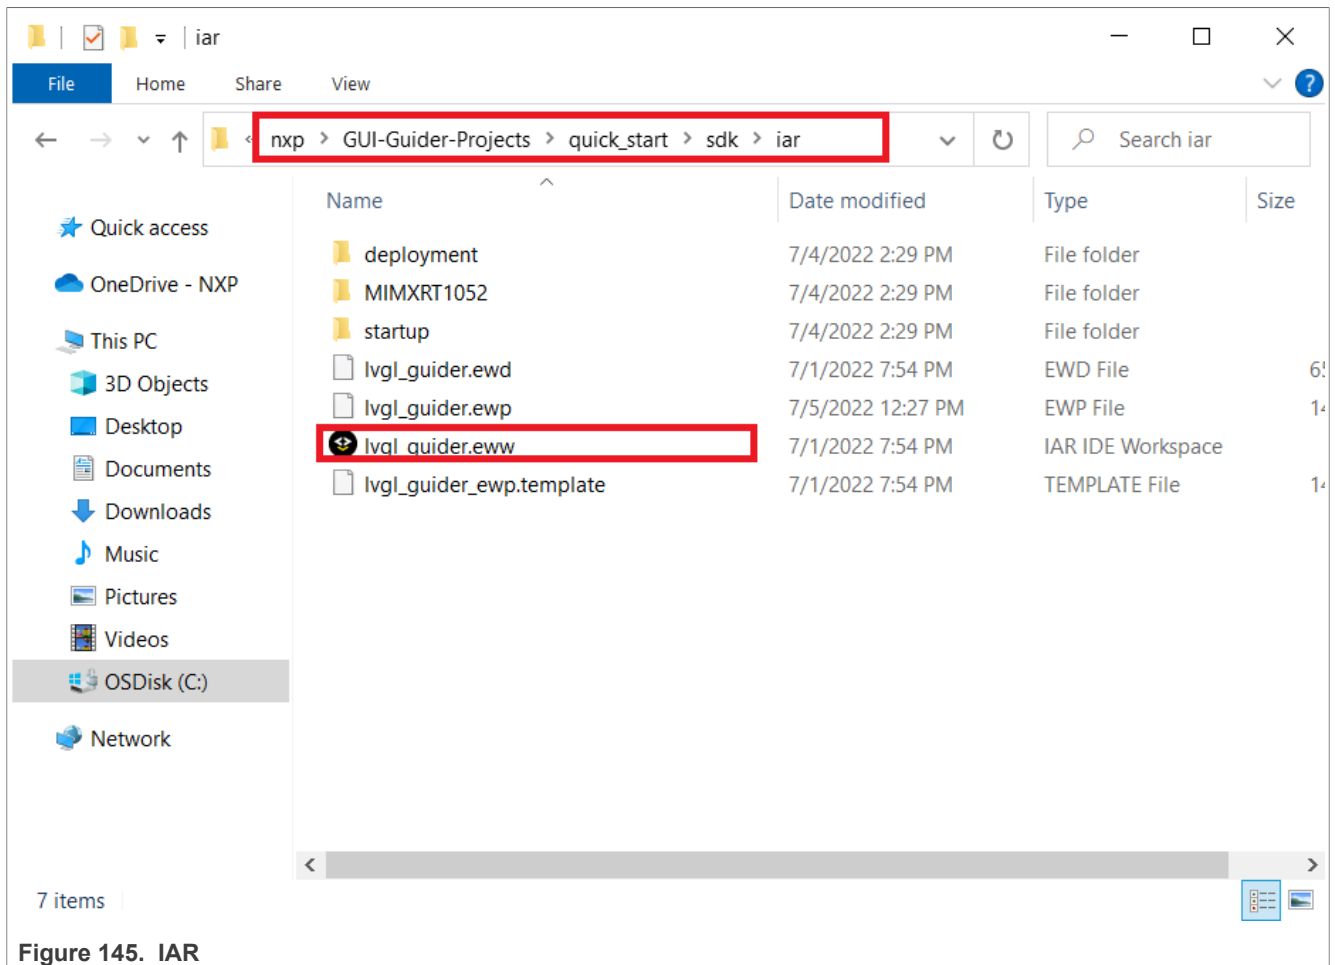 iar
File Home Share View
« nxp > GUI-Guider-Projects > quick_start > sdk > iar
Search iar
Name Date modified Type Size
Quick access
OneDrive - NXP
This PC
3D Objects
Desktop
Documents
Downloads
Music
Pictures
Videos
OSDisk (C:)
Network
deployment 7/4/2022 2:29 PM File folder
MIMXRT1052 7/4/2022 2:29 PM File folder
startup 7/4/2022 2:29 PM File folder
lvgl_guider.ewd 7/1/2022 7:54 PM EWD File
lvgl_guider.ewp 7/5/2022 12:27 PM EWP File 14
lvgl_guider.eww 7/1/2022 7:54 PM IAR IDE Workspace
lvgl_guider_ewp.template 7/1/2022 7:54 PM TEMPLATE File 14
7 items
Figure 145. IAR